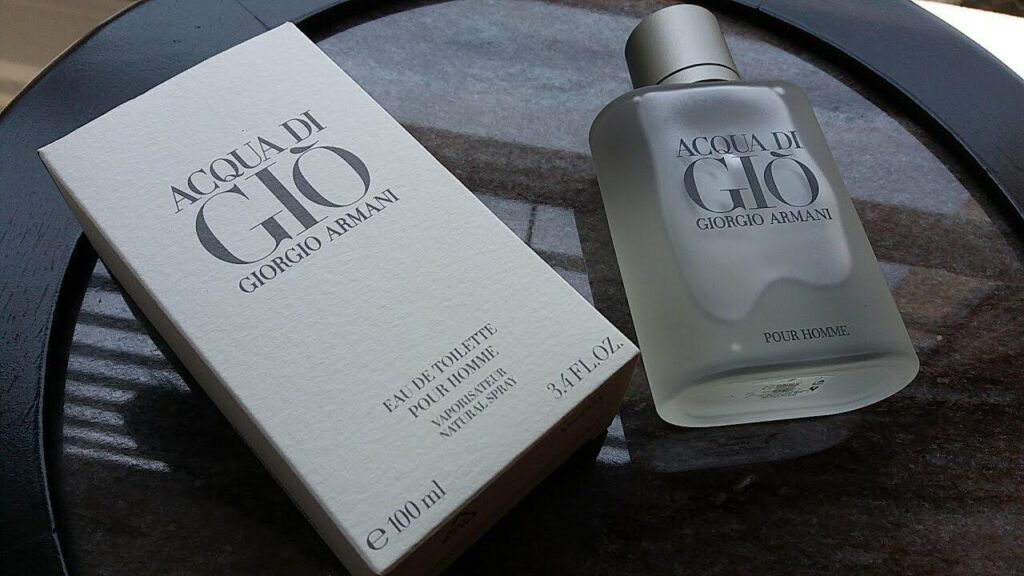 ACQUA DI
GIÒ
GIORGIO ARMANI
EAU DE TOILETTE
POUR HOMME
VAPORISATEUR
NATURAL SPRAY
3.4 FL.OZ.
e 100 ml
ACQUA DI
GIÒ
GIORGIO ARMANI
POUR HOMME